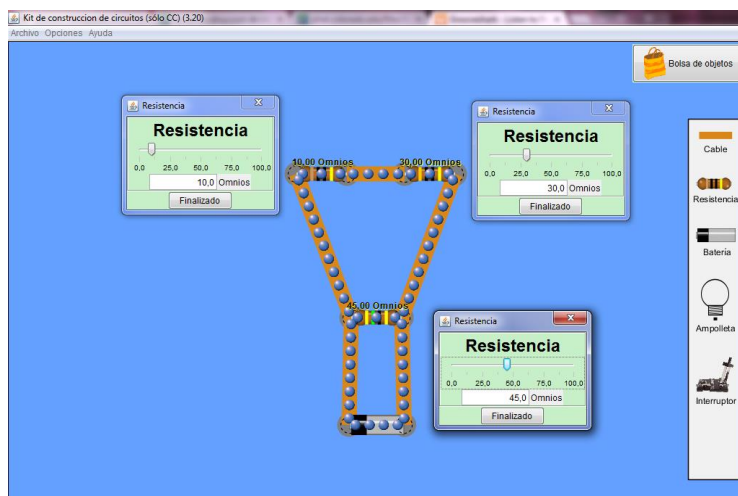 Kit de construccion de circuitos (sólo CC) (3.20)
Archivo Opciones Ayuda
Bolsa de objetos
Resistencia
Resistencia
0,0 25,0 50,0 75,0 100,0
10,0 Omnios
Finalizado
Resistencia
Resistencia
0,0 25,0 50,0 75,0 100,0
30,0 Omnios
Finalizado
10,00 Omnios
30,00 Omnios
45,00 Omnios
Resistencia
Resistencia
0,0 25,0 50,0 75,0 100,0
45,0 Omnios
Finalizado
Cable
Resistencia
Bateria
Ampolleta
Interruptor